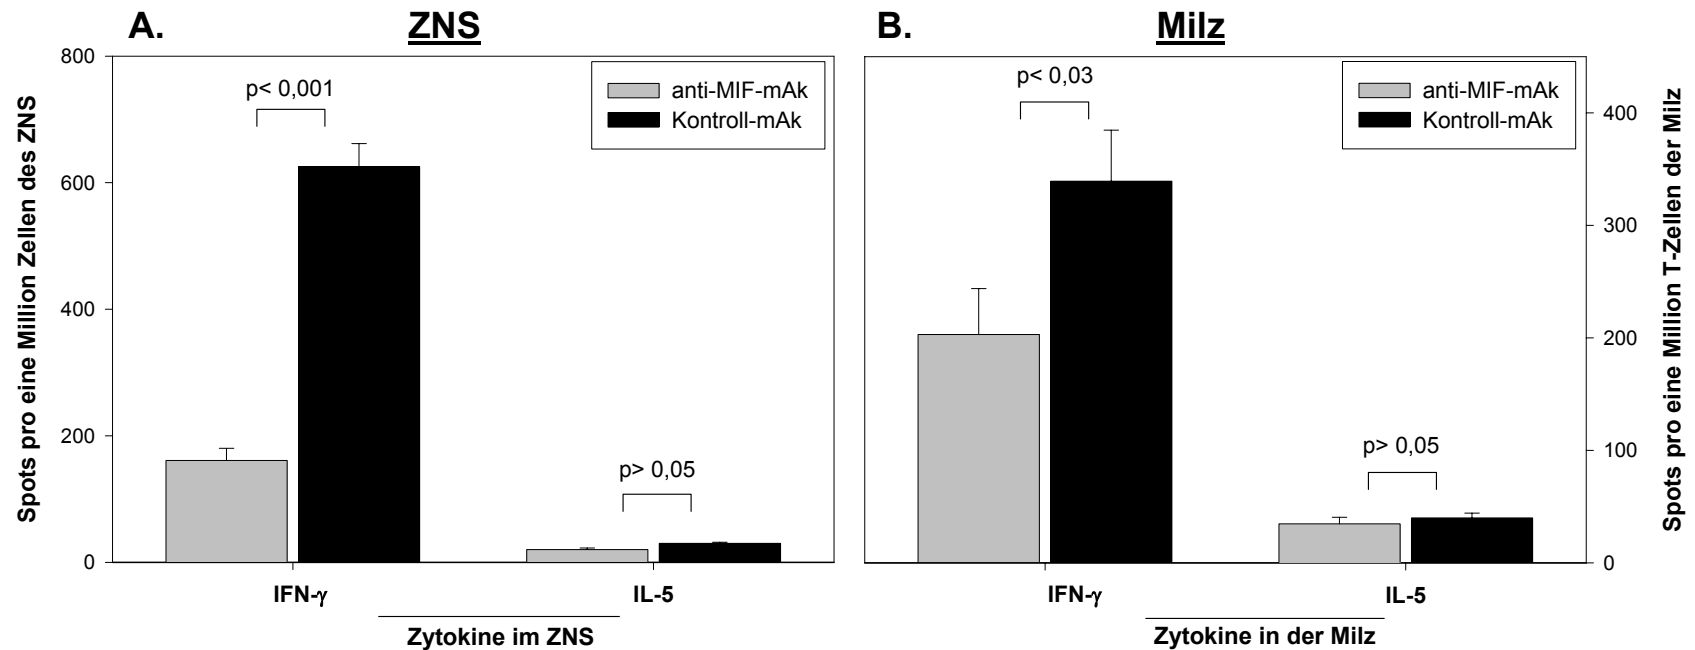 A.
ZNS
B.
Milz
Spots pro eine Million Zellen des ZNS
800
600
400
200
0
p< 0,001
p> 0,05
anti-MIF-mAk
Kontroll-mAk
IFN-γ
IL-5
Zytokine im ZNS
p< 0,03
p> 0,05
anti-MIF-mAk
Kontroll-mAk
400
300
200
100
0
Spots pro eine Million T-Zellen der Milz
IFN-γ
IL-5
Zytokine in der Milz